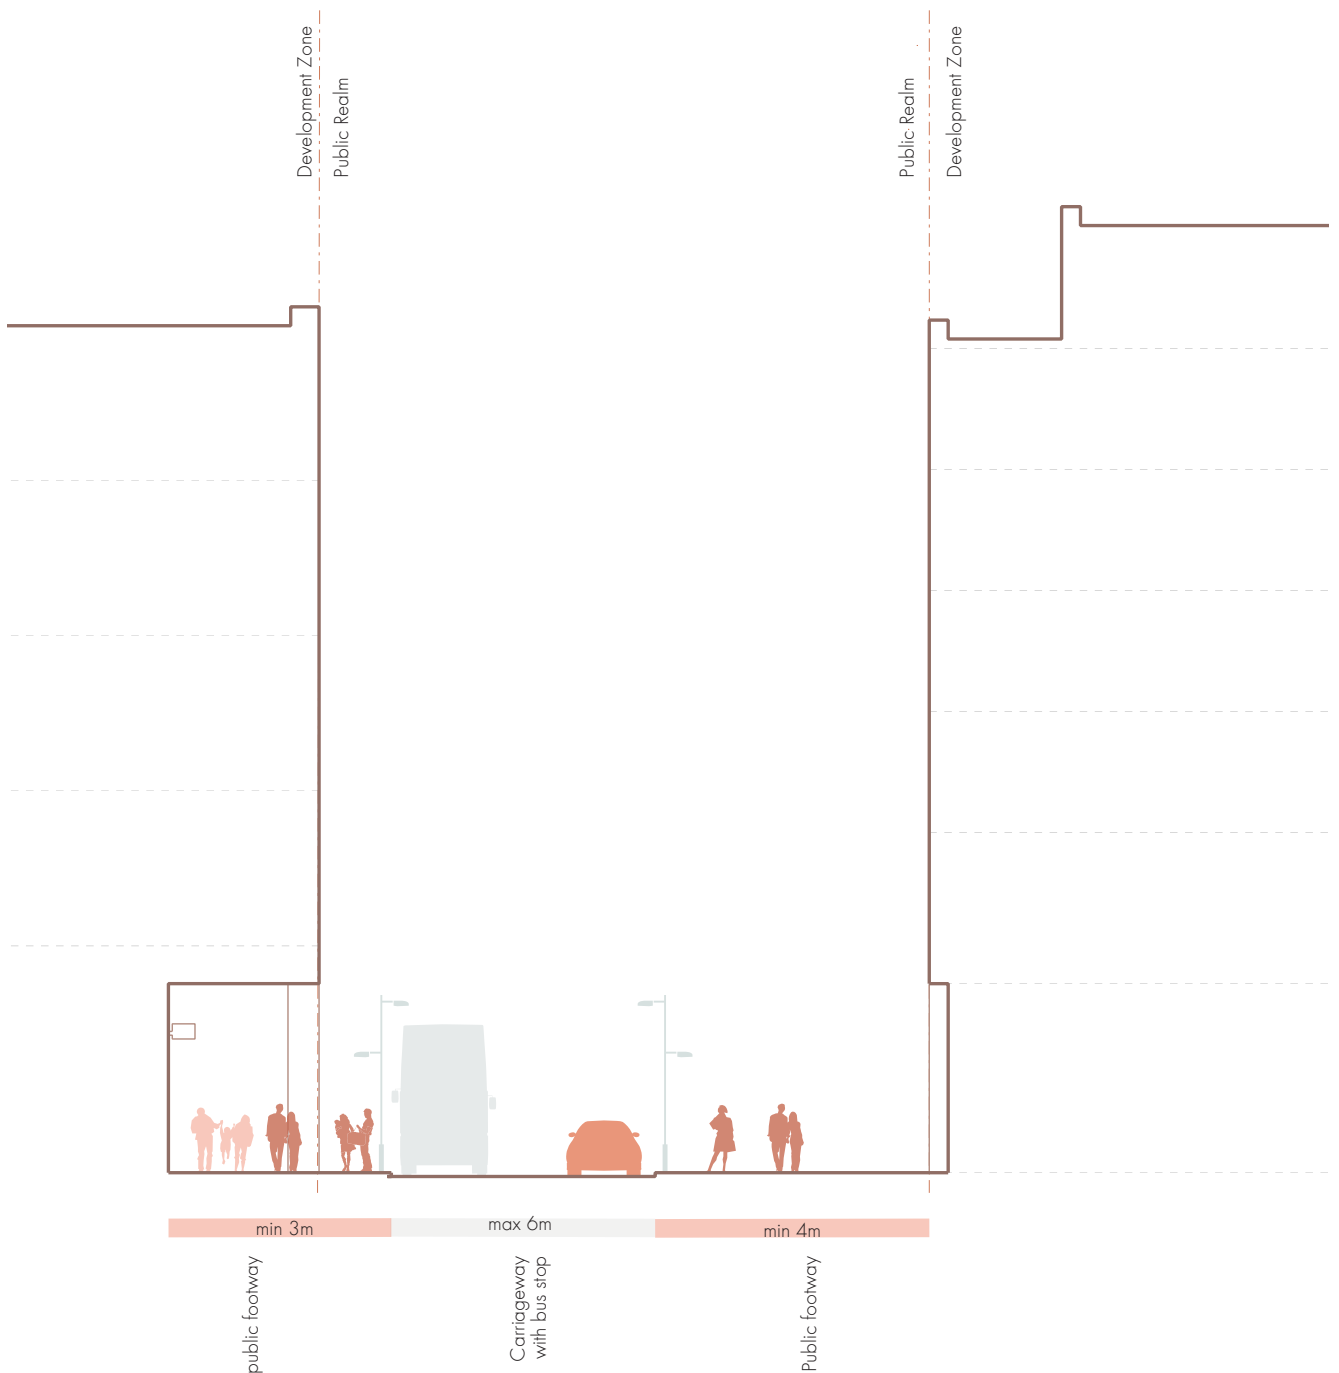 Development Zone
Public Realm
Public Realm
Development Zone
min 3m
max 6m
min 4m
public footway
Carriageway
with bus stop
Public footway